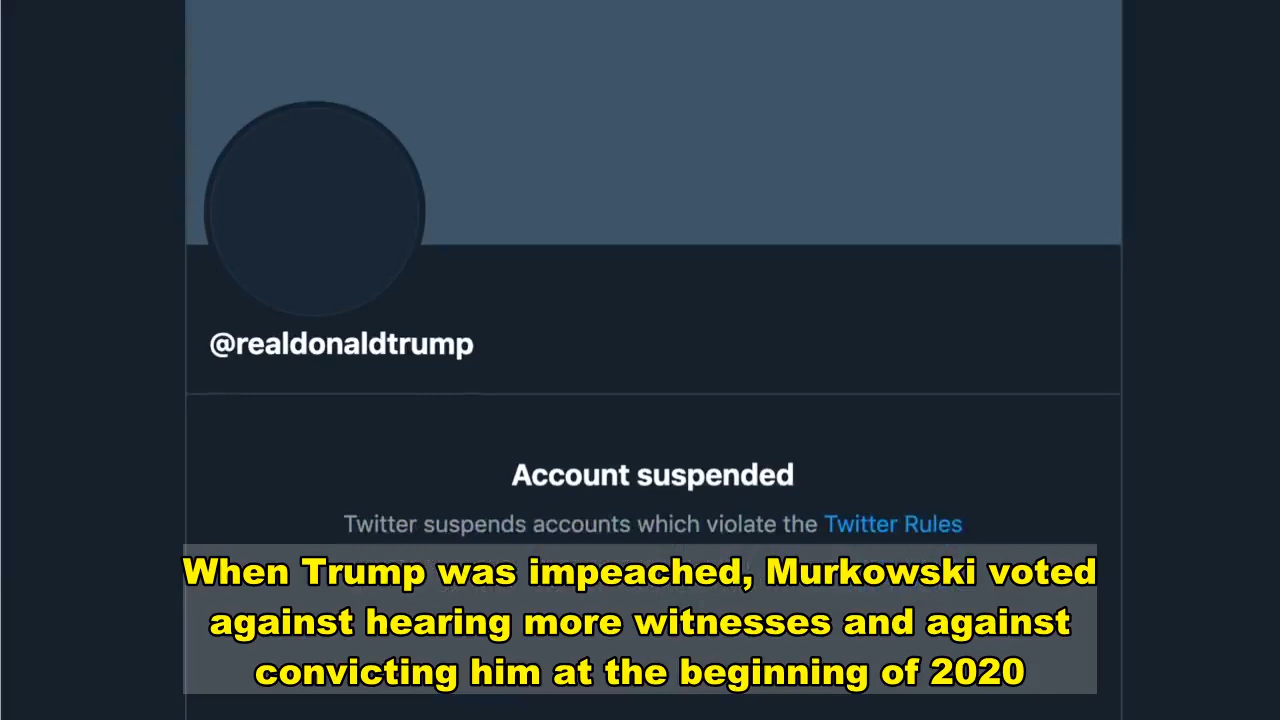 @realdonaldtrump
Account suspended
Twitter suspends accounts which violate the Twitter Rules
When Trump was impeached, Murkowski voted
against hearing more witnesses and against
convicting him at the beginning of 2020